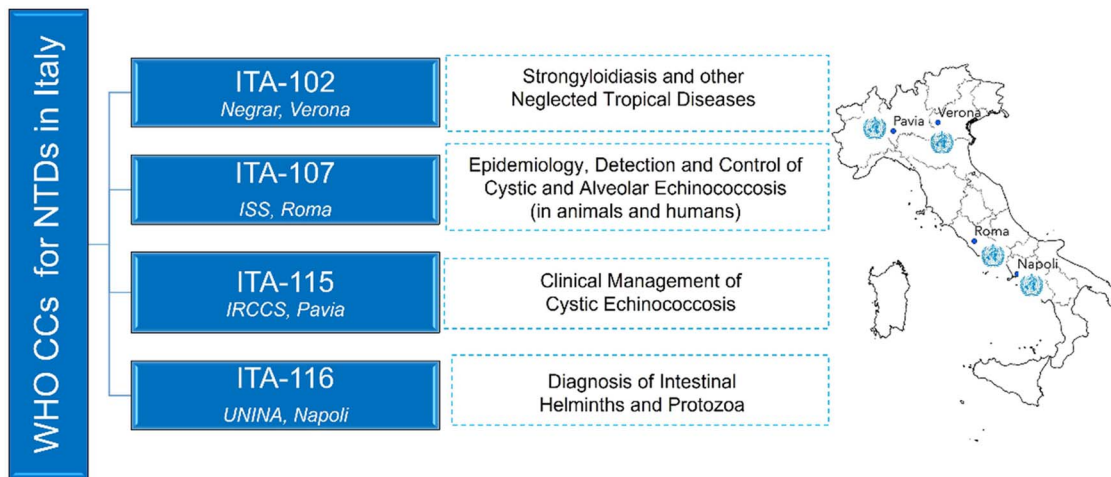 WHO CCs for NTDs in Italy
ITA-102
Negrar, Verona
Strongyloidiasis and other
Neglected Tropical Diseases
ITA-107
ISS, Roma
Epidemiology, Detection and Control of
Cystic and Alveolar Echinococcosis
(in animals and humans)
ITA-115
IRCCS, Pavia
Clinical Management of
Cystic Echinococcosis
ITA-116
UNINA, Napoli
Diagnosis of Intestinal
Helminths and Protozoa
Pavia
Verona
Roma
Napoli